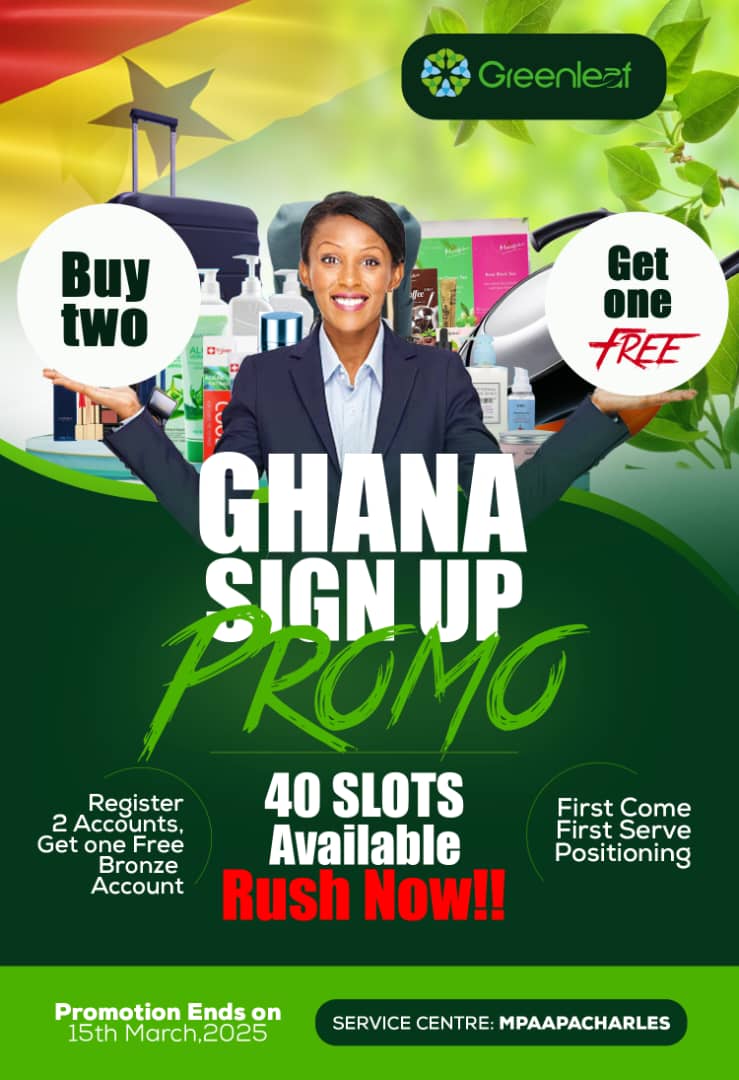 Greenleaf
Buy
two
Get
one
FREE
GHANA
SIGN UP
PROMO
Register
2 Accounts,
Get one Free
Bronze
Account
40 SLOTS
Available
Rush Now!!
First Come
First Serve
Positioning
Promotion Ends on
15th March,2025
SERVICE CENTRE: MPAAPACHARLES